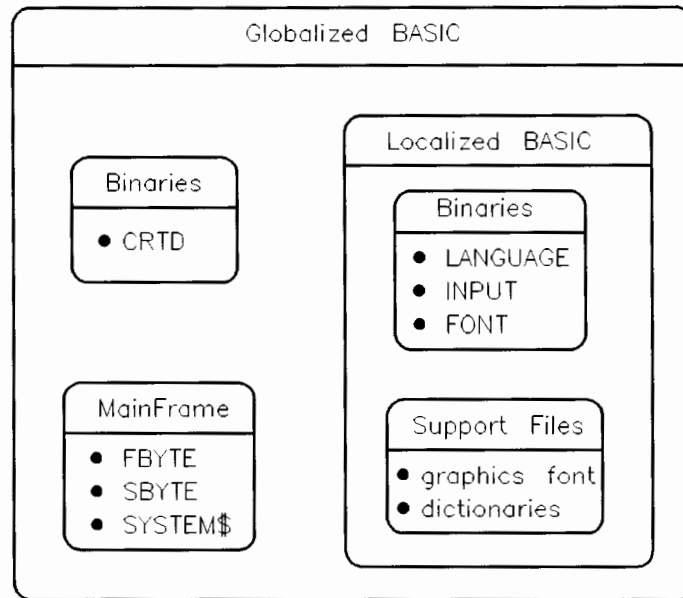 Globalized BASIC
Binaries
● CRTD
MainFrame
● FBYTE
● SBYTE
● SYSTEM$
Localized BASIC
Binaries
● LANGUAGE
● INPUT
● FONT
Support Files
● graphics font
● dictionaries